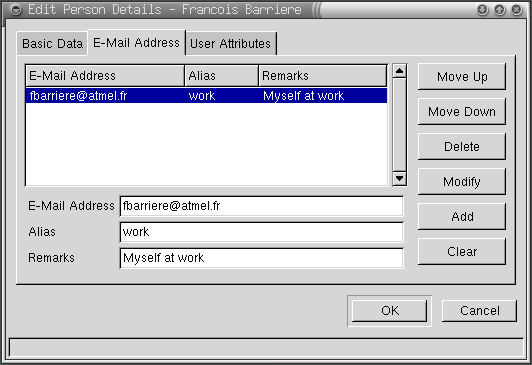 Edit Person Details - Francois Barriere
Basic Data E-Mail Address User Attributes
E-Mail Address Alias Remarks
fbarriere@atmel.fr work Myself at work
Move Up
Move Down
Delete
Modify
Add
Clear
E-Mail Address fbarriere@atmel.fr
Alias work
Remarks Myself at work
OK Cancel